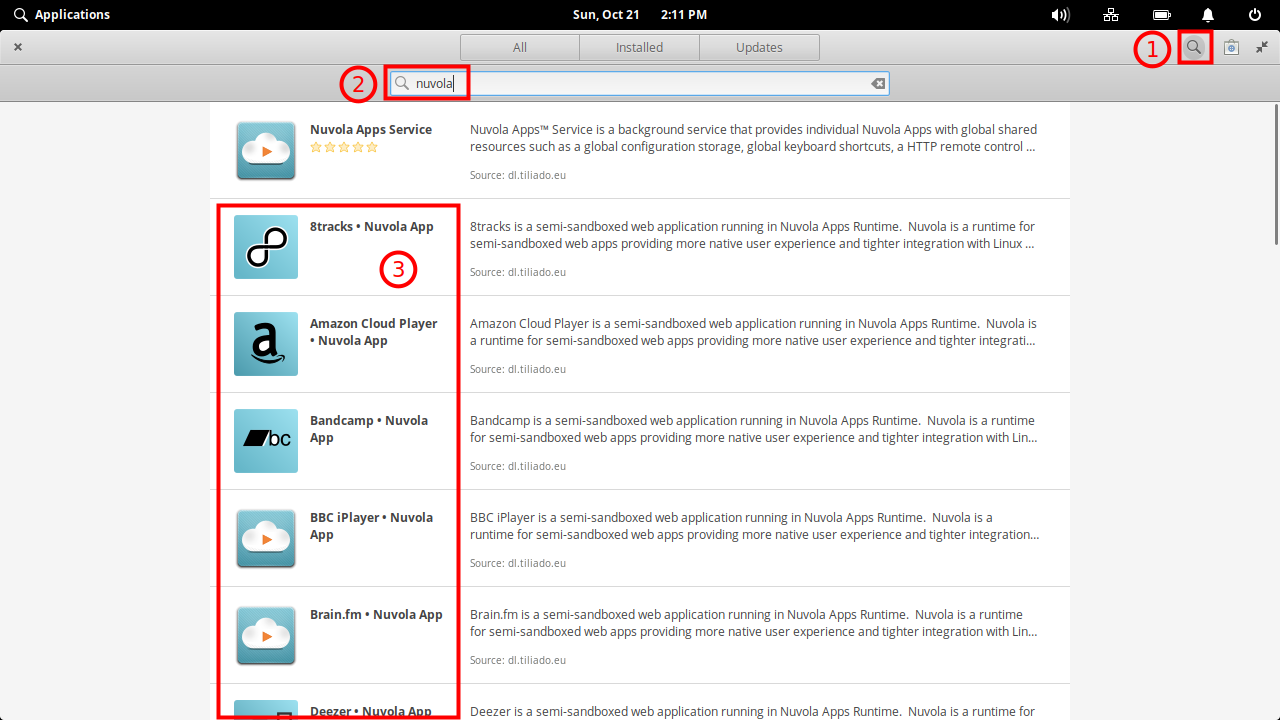 Applications
Sun, Oct 21 2:11 PM
All Installed Updates
1
2
nuvola
Nuvola Apps Service
Nuvola Apps™ Service is a background service that provides individual Nuvola Apps with global shared
resources such as a global configuration storage, global keyboard shortcuts, a HTTP remote control ...
Source: dl.tiliado.eu
8tracks • Nuvola App
3
8tracks is a semi-sandboxed web application running in Nuvola Apps Runtime. Nuvola is a runtime for
semi-sandboxed web apps providing more native user experience and tighter integration with Linux ...
Source: dl.tiliado.eu
a
Amazon Cloud Player
• Nuvola App
Amazon Cloud Player is a semi-sandboxed web application running in Nuvola Apps Runtime. Nuvola is
a runtime for semi-sandboxed web apps providing more native user experience and tighter integrati...
Source: dl.tiliado.eu
bc
Bandcamp • Nuvola
App
Bandcamp is a semi-sandboxed web application running in Nuvola Apps Runtime. Nuvola is a runtime
for semi-sandboxed web apps providing more native user experience and tighter integration with Lin...
Source: dl.tiliado.eu
BBC iPlayer • Nuvola
App
BBC iPlayer is a semi-sandboxed web application running in Nuvola Apps Runtime. Nuvola is a
runtime for semi-sandboxed web apps providing more native user experience and tighter integration...
Source: dl.tiliado.eu
Brain.fm • Nuvola App
Brain.fm is a semi-sandboxed web application running in Nuvola Apps Runtime. Nuvola is a runtime
for semi-sandboxed web apps providing more native user experience and tighter integration with Lin...
Source: dl.tiliado.eu
Deezer • Nuvola App
Deezer is a semi-sandboxed web application running in Nuvola Apps Runtime. Nuvola is a runtime for